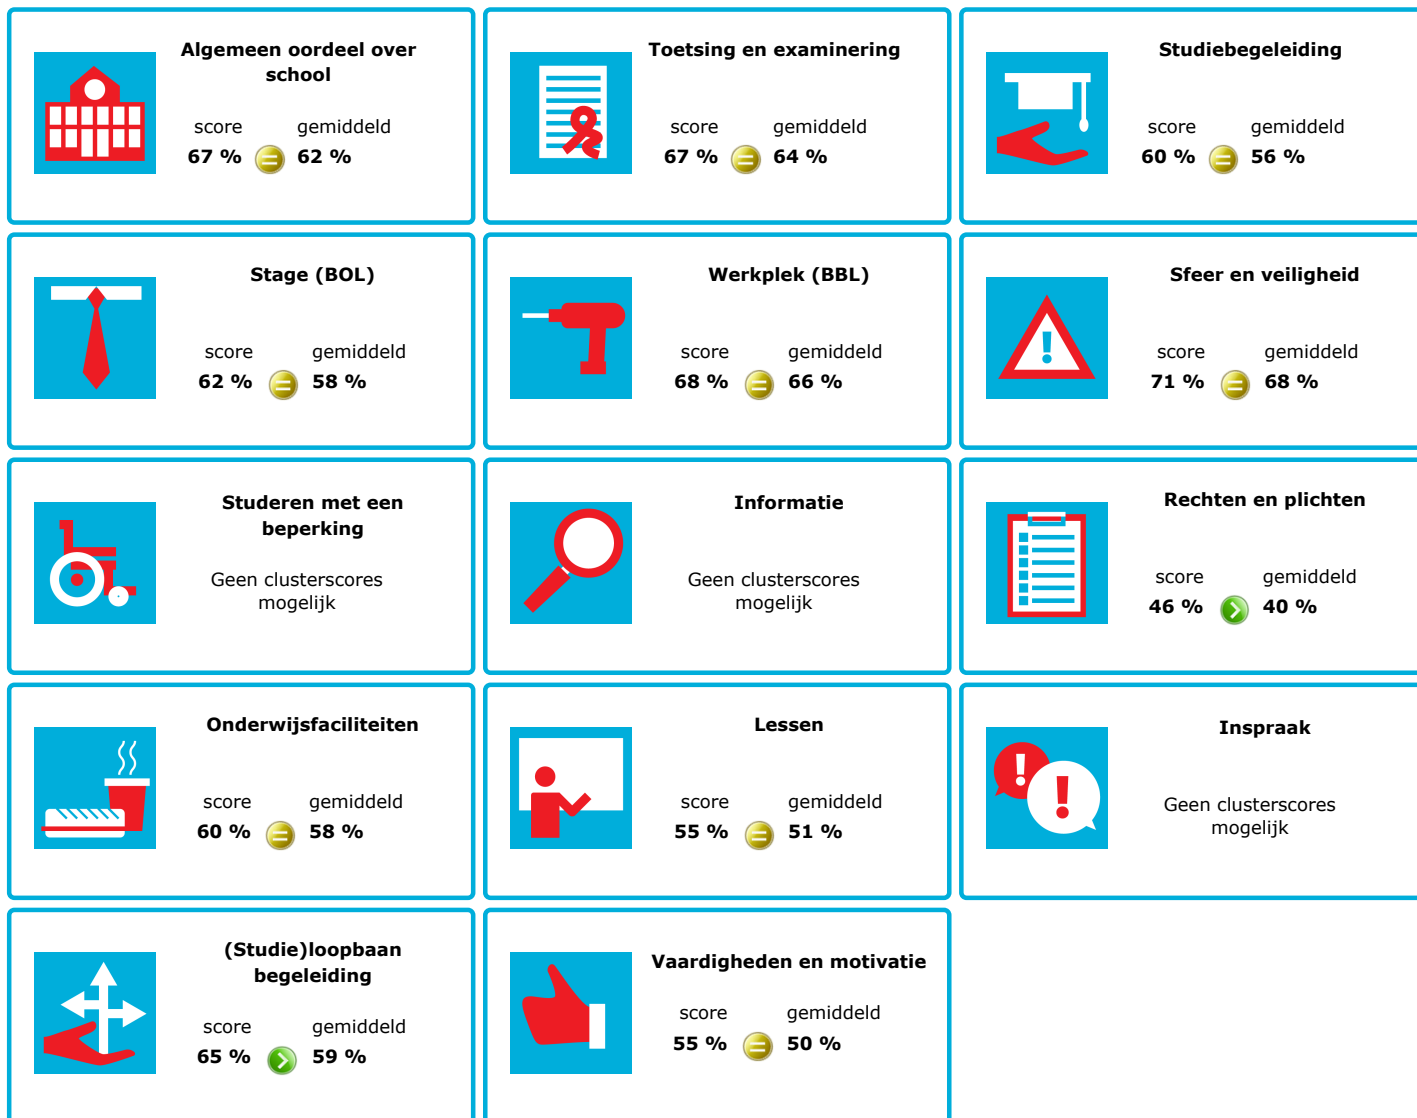 Algemeen oordeel over
school
score gemiddeld
67 % = 62 %
Toetsing en examinering
score gemiddeld
67 % = 64 %
Studiebegeleiding
score gemiddeld
60 % = 56 %
Stage (BOL)
score gemiddeld
62 % = 58 %
Werkplek (BBL)
score gemiddeld
68 % = 66 %
Sfeer en veiligheid
score gemiddeld
71 % = 68 %
Studeren met een
beperking
Geen clusterscores
mogelijk
Informatie
Geen clusterscores
mogelijk
Rechten en plichten
score gemiddeld
46 % > 40 %
Onderwijsfaciliteiten
score gemiddeld
60 % = 58 %
Lessen
score gemiddeld
55 % = 51 %
Inspraak
Geen clusterscores
mogelijk
(Studie)loopbaan
begeleiding
score gemiddeld
65 % > 59 %
Vaardigheden en motivatie
score gemiddeld
55 % = 50 %